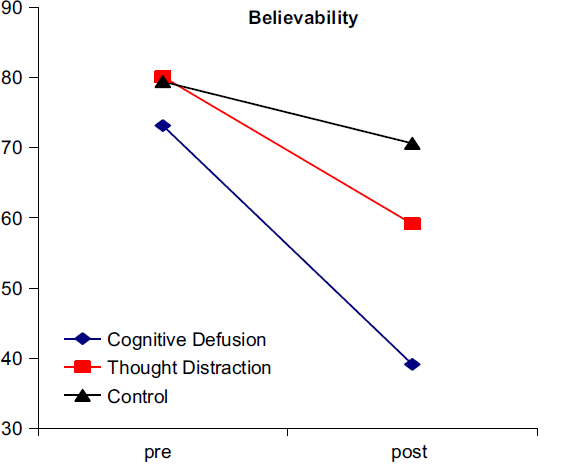 Believability
90
80
70
60
50
40
30
Cognitive Defusion
Thought Distraction
Control
pre post